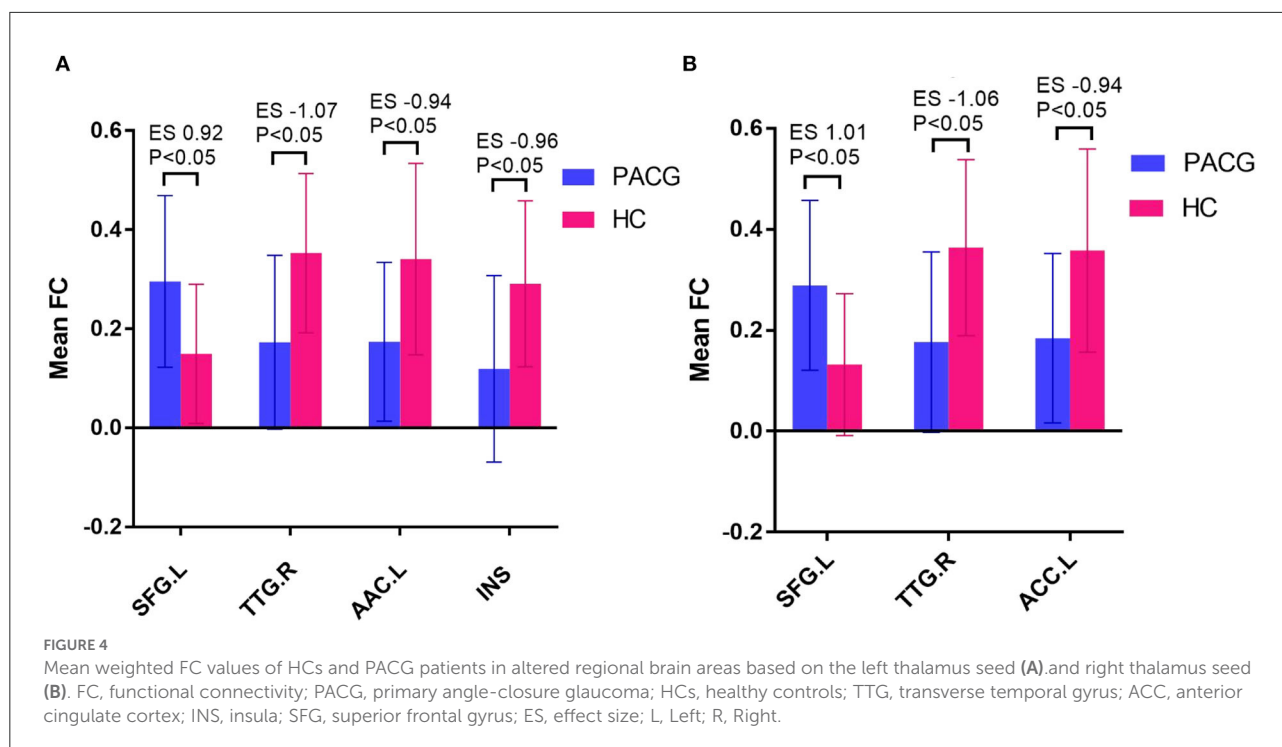 A
ES 0.92
P<0.05
ES -1.07
P<0.05
ES -0.94
P<0.05
ES -0.96
P<0.05
PACG
HC
Mean FC
0.6
0.4
0.2
0.0
-0.2
SFG.L
TTG.R
AAC.L
INS
B
ES 1.01
P<0.05
ES -1.06
P<0.05
ES -0.94
P<0.05
PACG
HC
Mean FC
0.6
0.4
0.2
0.0
-0.2
SFG.L
TTG.R
ACC.L
FIGURE 4
Mean weighted FC values of HCs and PACG patients in altered regional brain areas based on the left thalamus seed (A).and right thalamus seed
(B). FC, functional connectivity; PACG, primary angle-closure glaucoma; HCs, healthy controls; TTG, transverse temporal gyrus; ACC, anterior
cingulate cortex; INS, insula; SFG, superior frontal gyrus; ES, effect size; L, Left; R, Right.